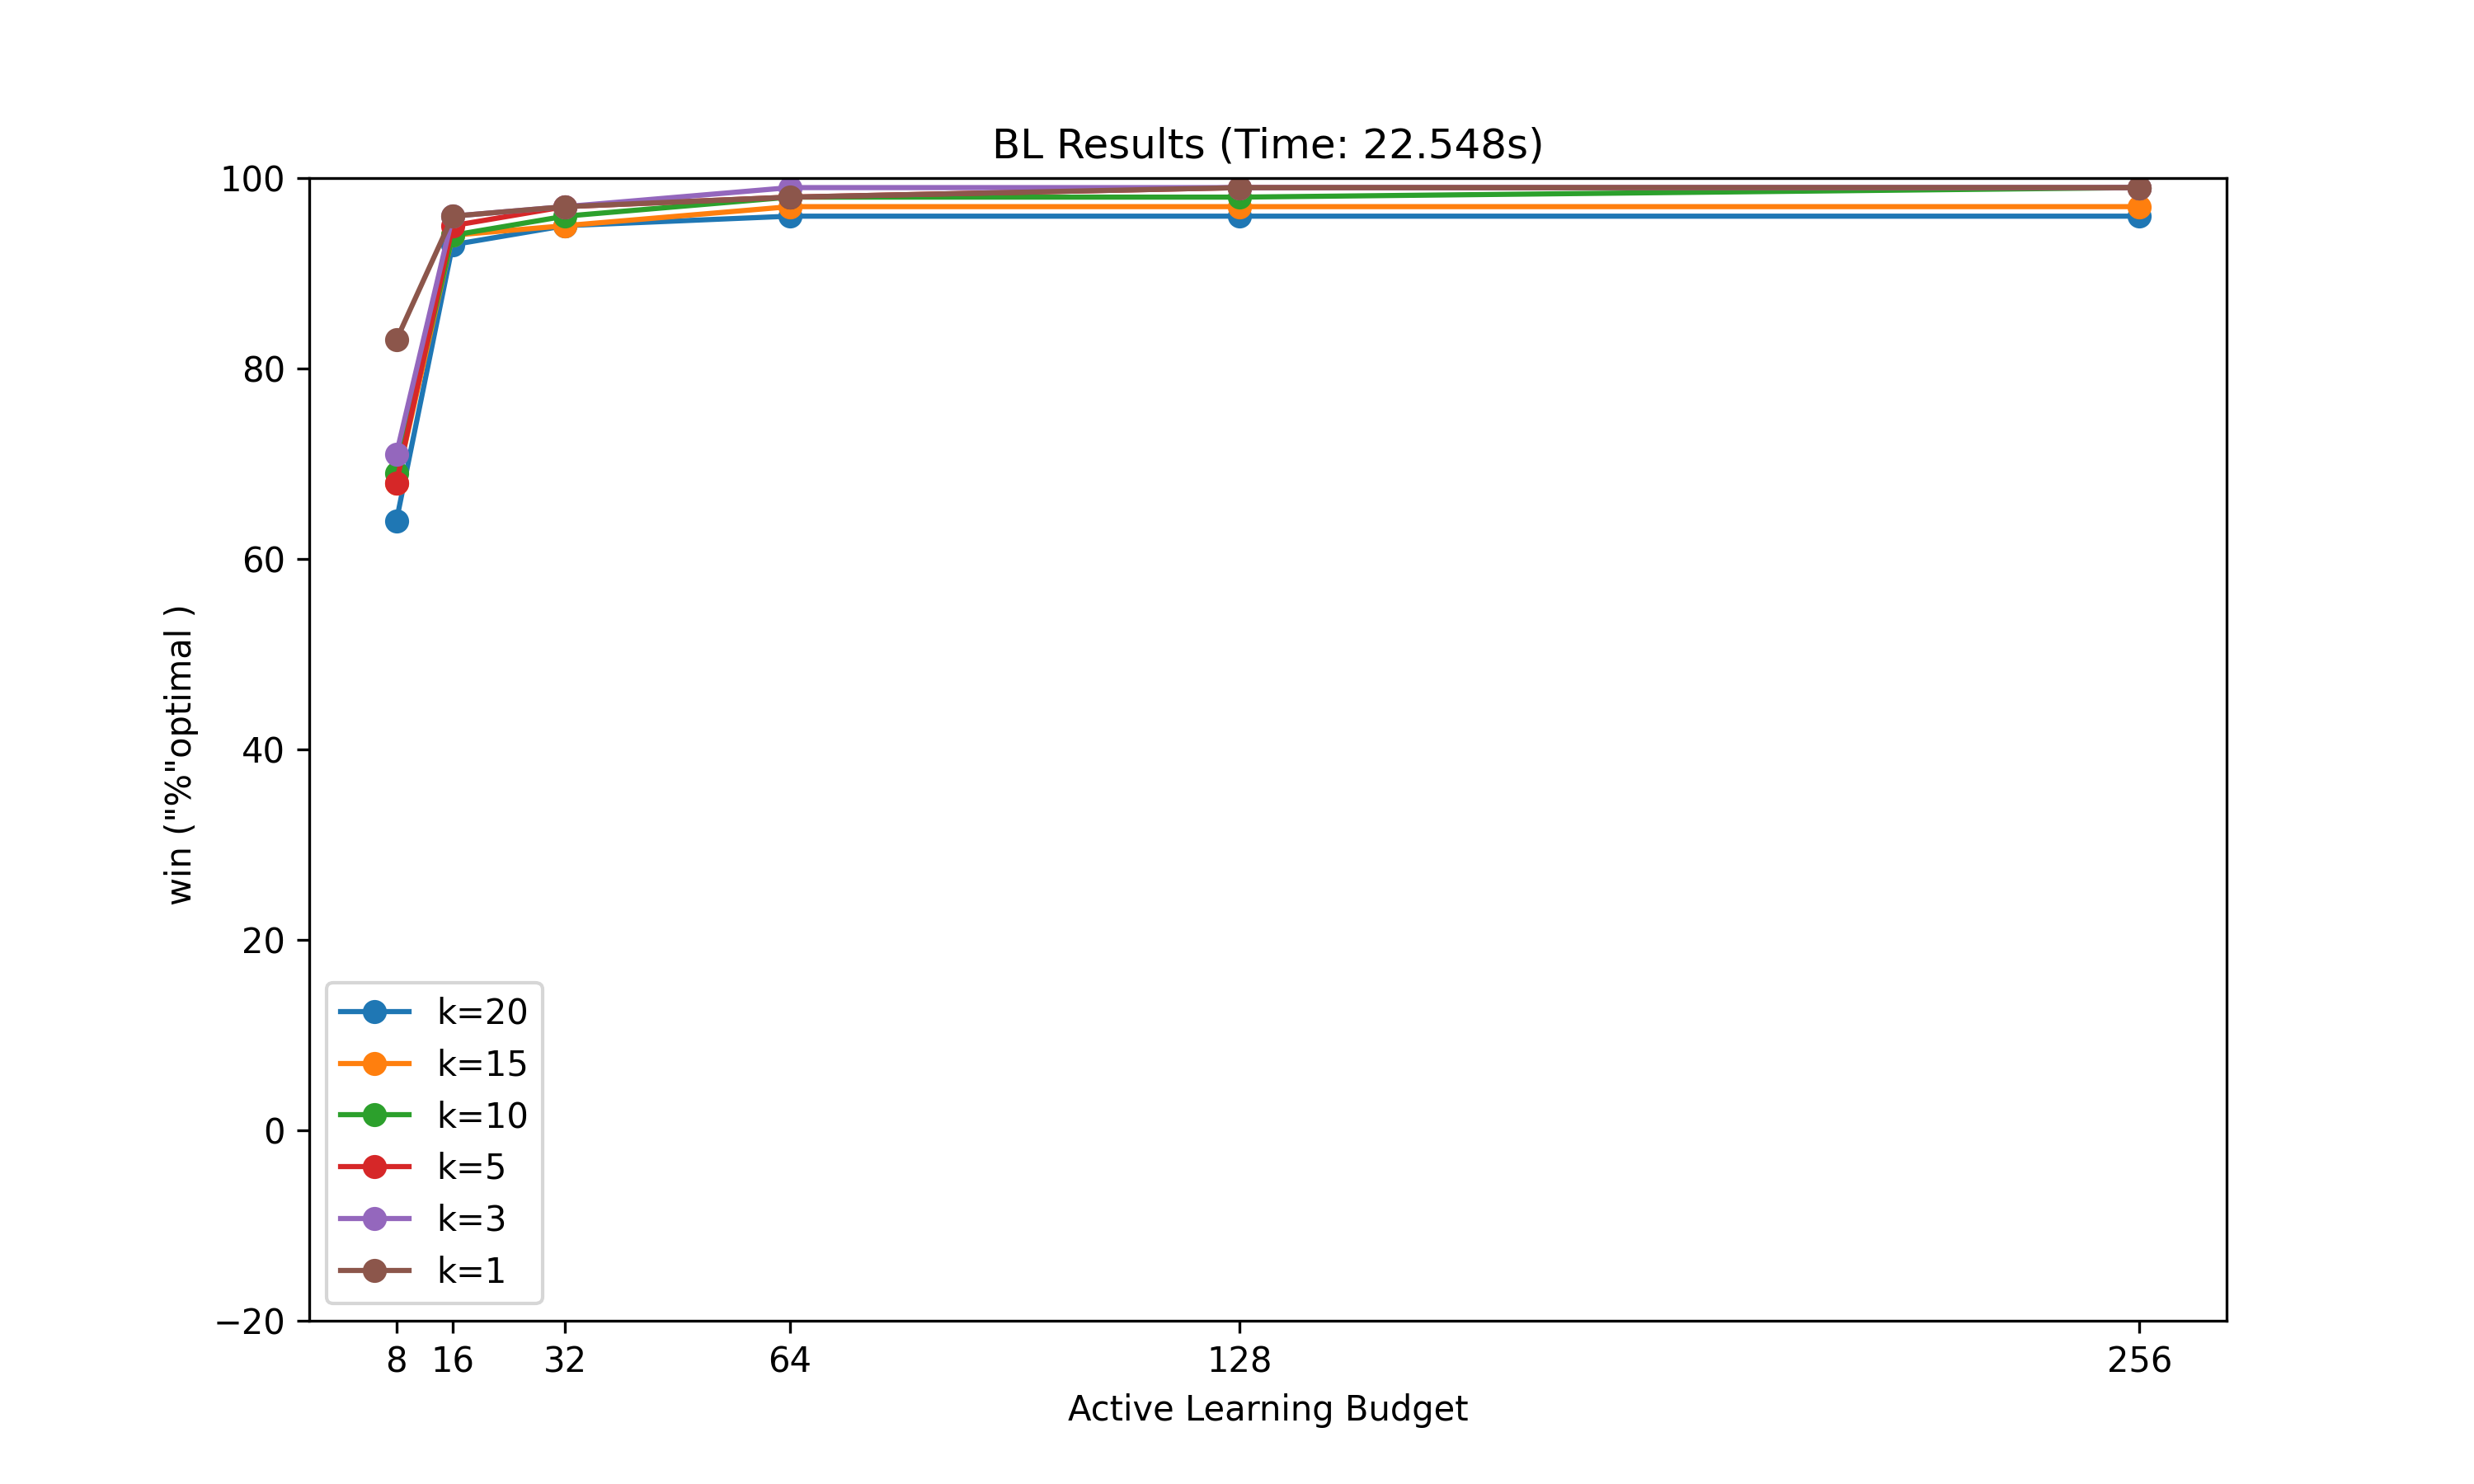 BL Results (Time: 22.548s)
100
80
60
40
20
0
−20
win ("%"optimal )
k=20
k=15
k=10
k=5
k=3
k=1
8 16 32 64 128 256
Active Learning Budget